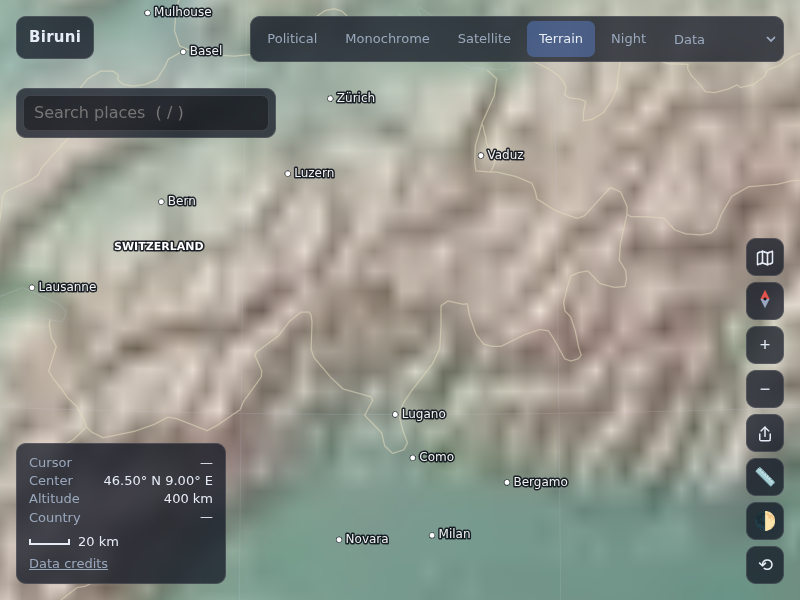 Mulhouse
Biruni
Political Monochrome Satellite Terrain Night Data
Basel
Search places ( / )
Zürich
Vaduz
Luzern
Bern
SWITZERLAND
Lausanne
+
−
Lugano
Como
Bergamo
Novara
Milan
Cursor —
Center 46.50° N 9.00° E
Altitude 400 km
Country —
20 km
Data credits